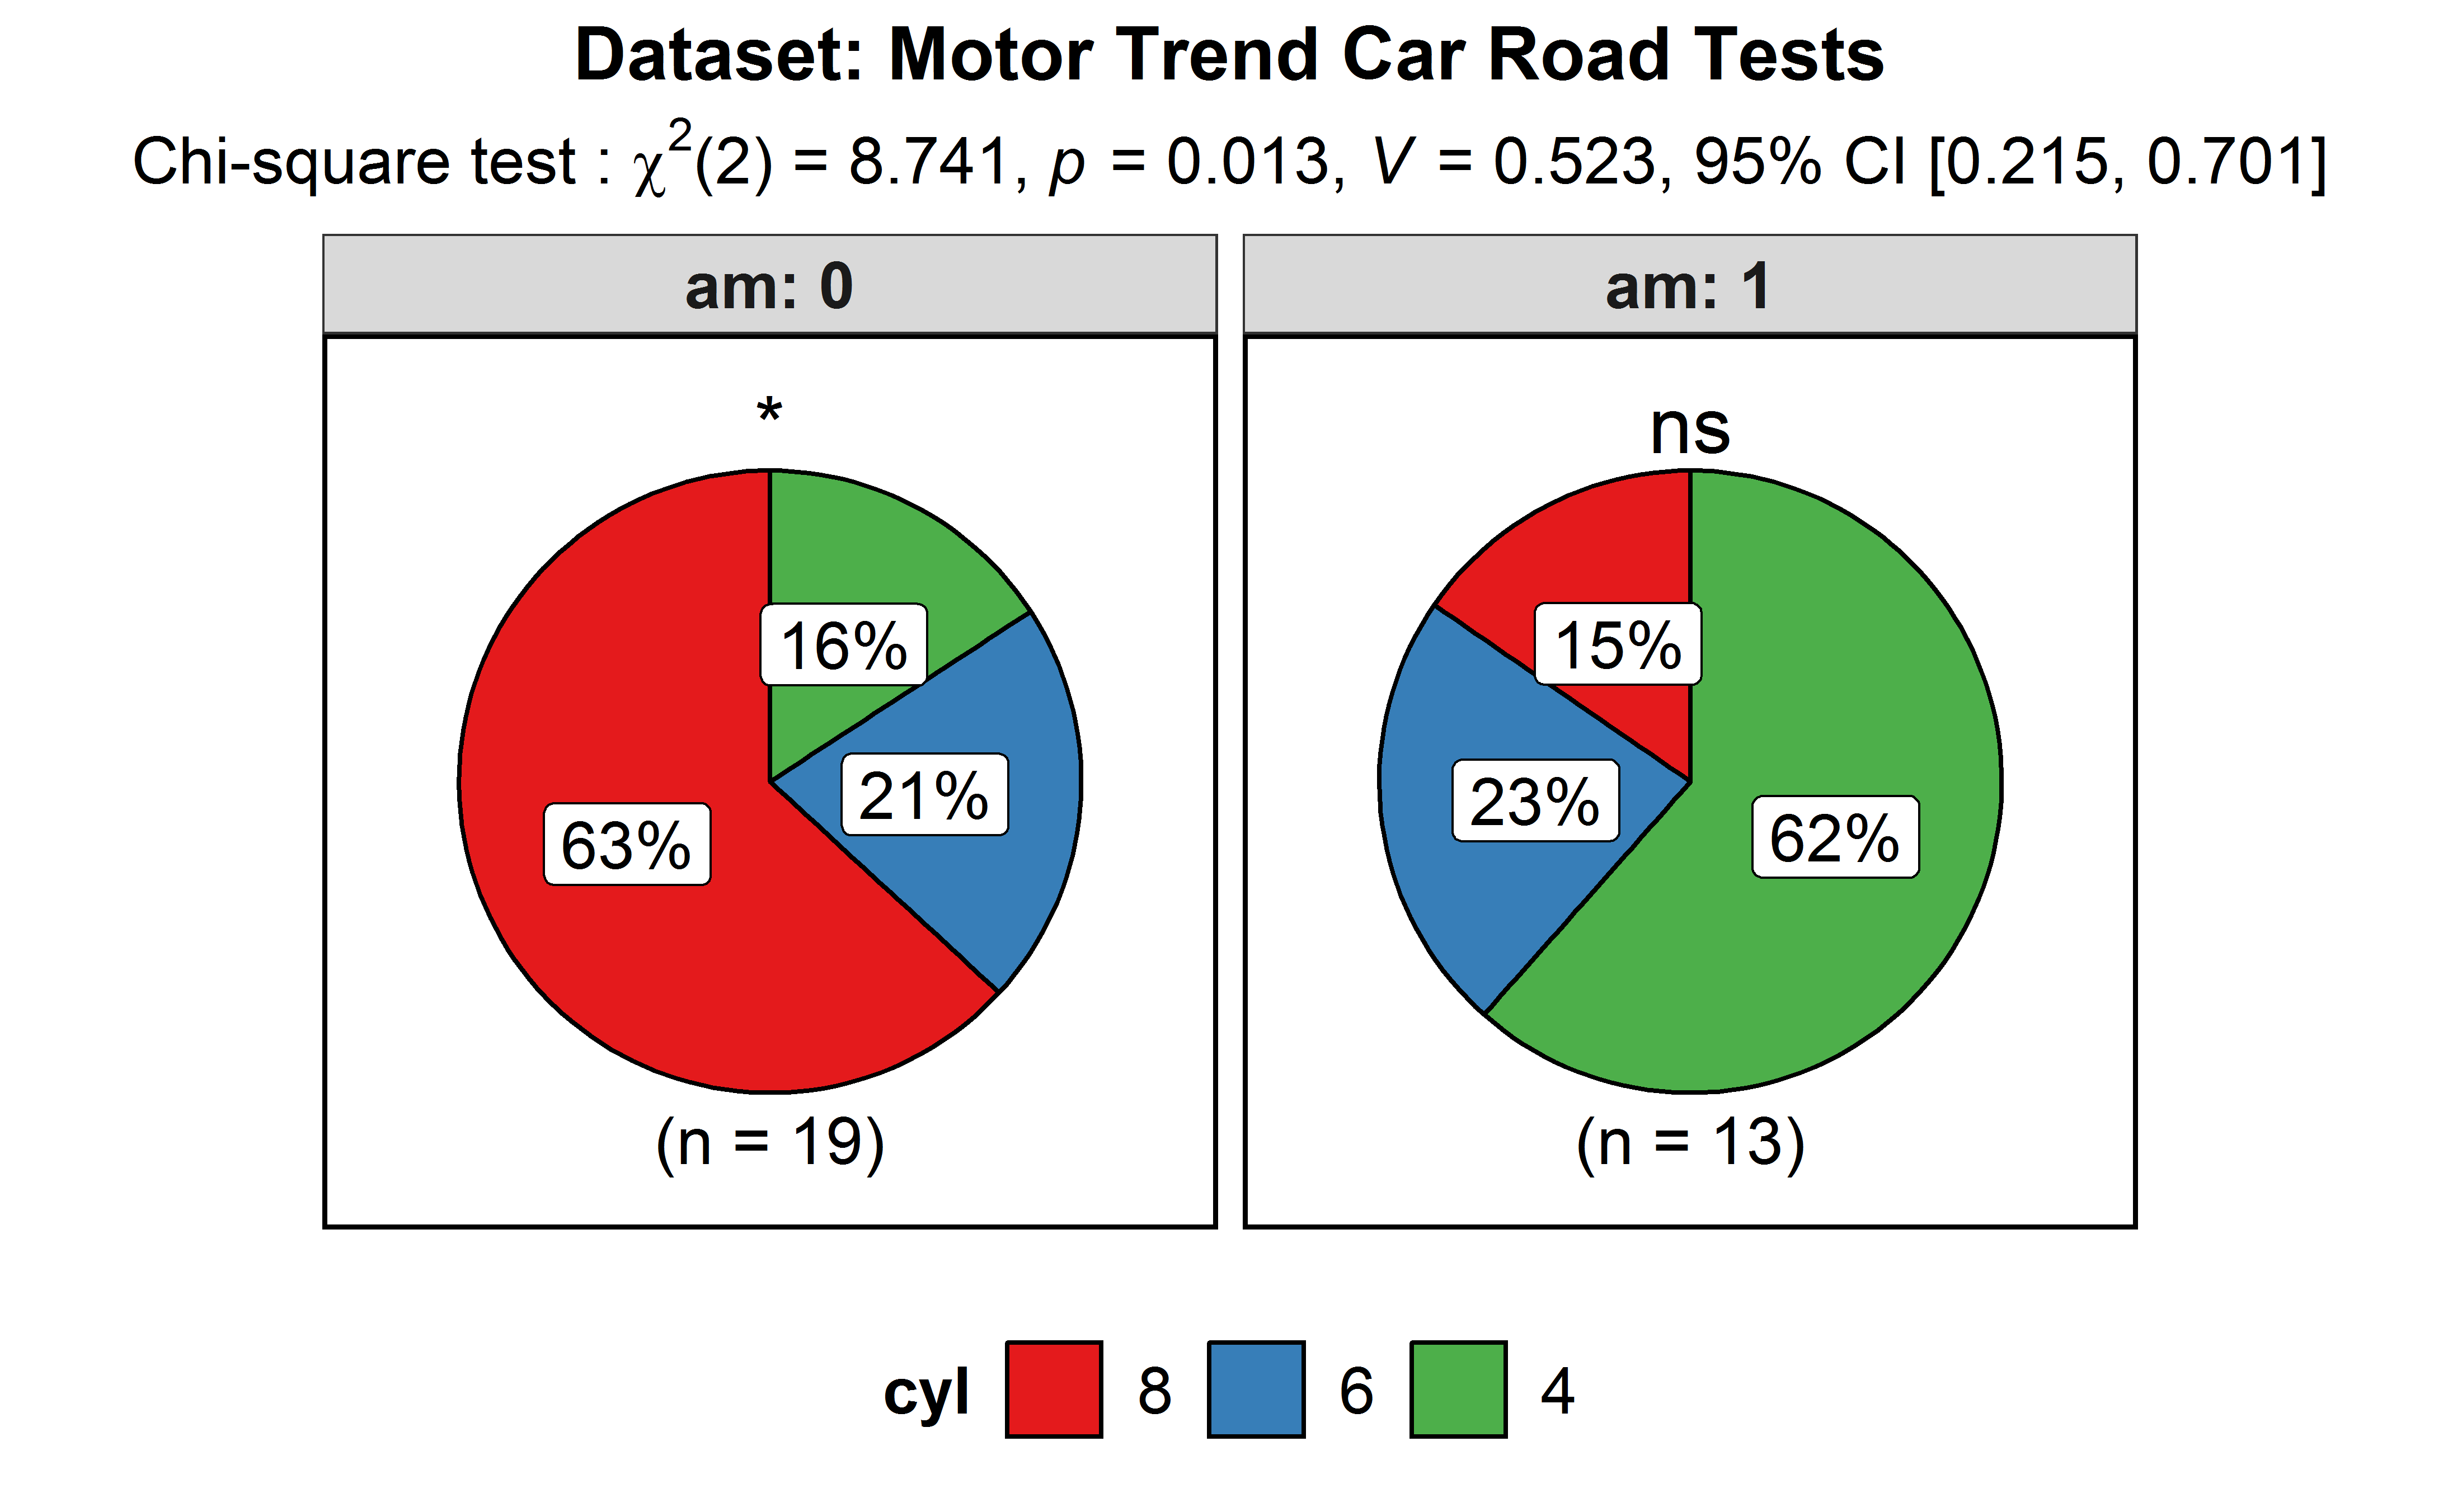 Dataset: Motor Trend Car Road Tests
Chi-square test : χ²(2) = 8.741, p = 0.013, V = 0.523, 95% CI [0.215, 0.701]
am: 0
*
16%
21%
63%
(n = 19)
am: 1
ns
15%
23%
62%
(n = 13)
cyl 8 6 4